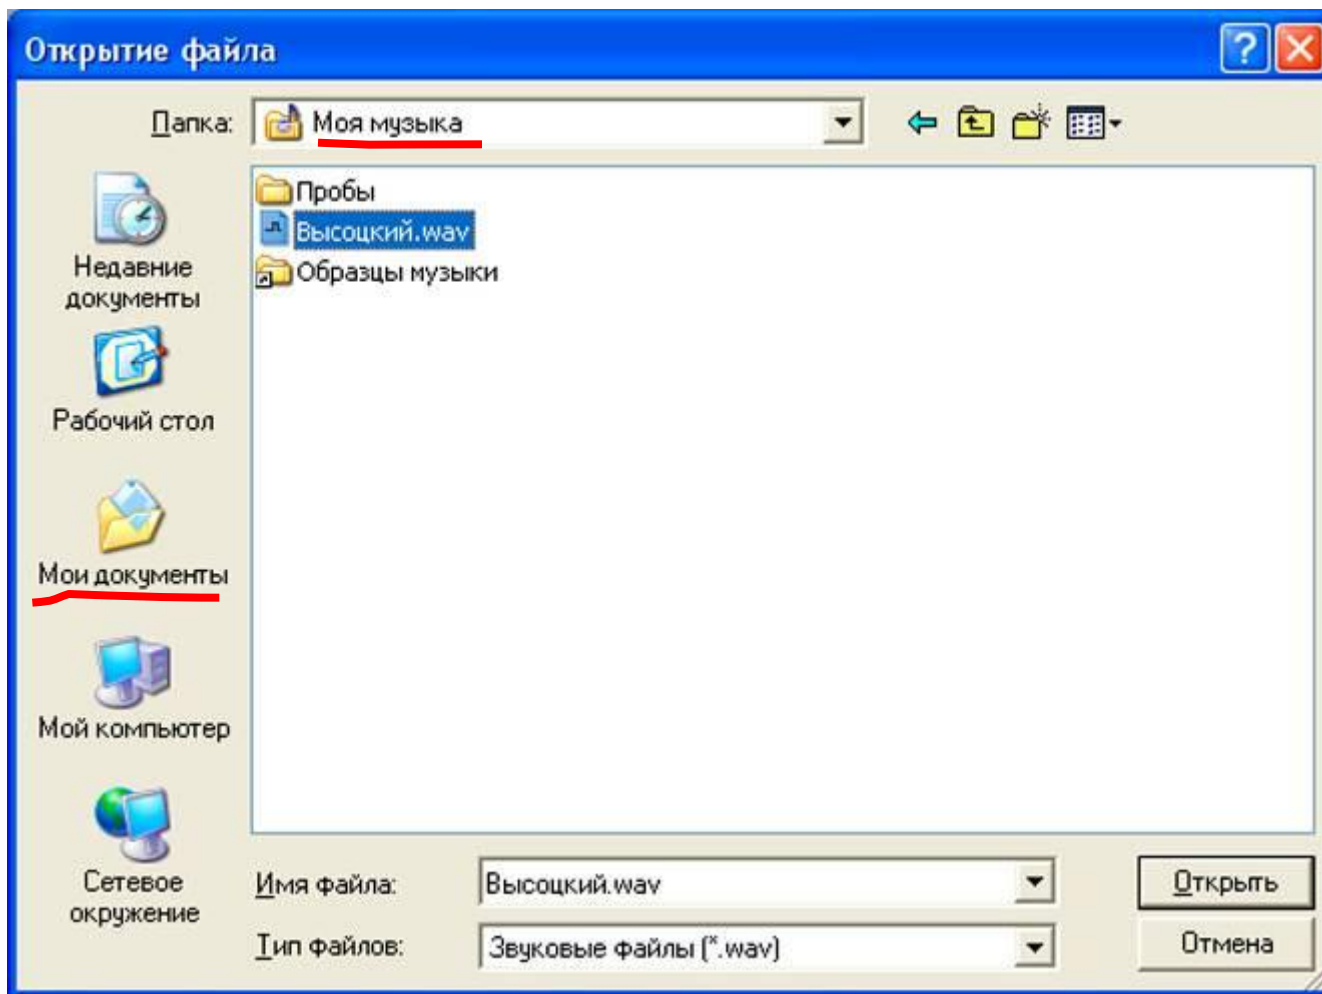 Открытие файла
Папка:
Моя музыка
Пробы
Высоцкий.wav
Образцы музыки
Недавние
документы
Рабочий стол
Мои документы
Мой компьютер
Сетевое
окружение
Имя файла:
Высоцкий.wav
Открыть
Тип файлов:
Звуковые файлы (*.wav)
Отмена